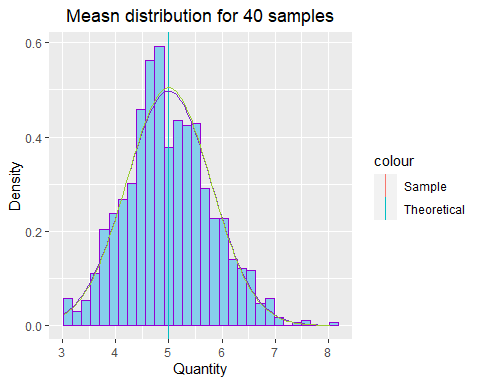 Measn distribution for 40 samples
0.6
0.4
0.2
0.0
Density
3 4 5 6 7 8
Quantity
colour
Sample
Theoretical